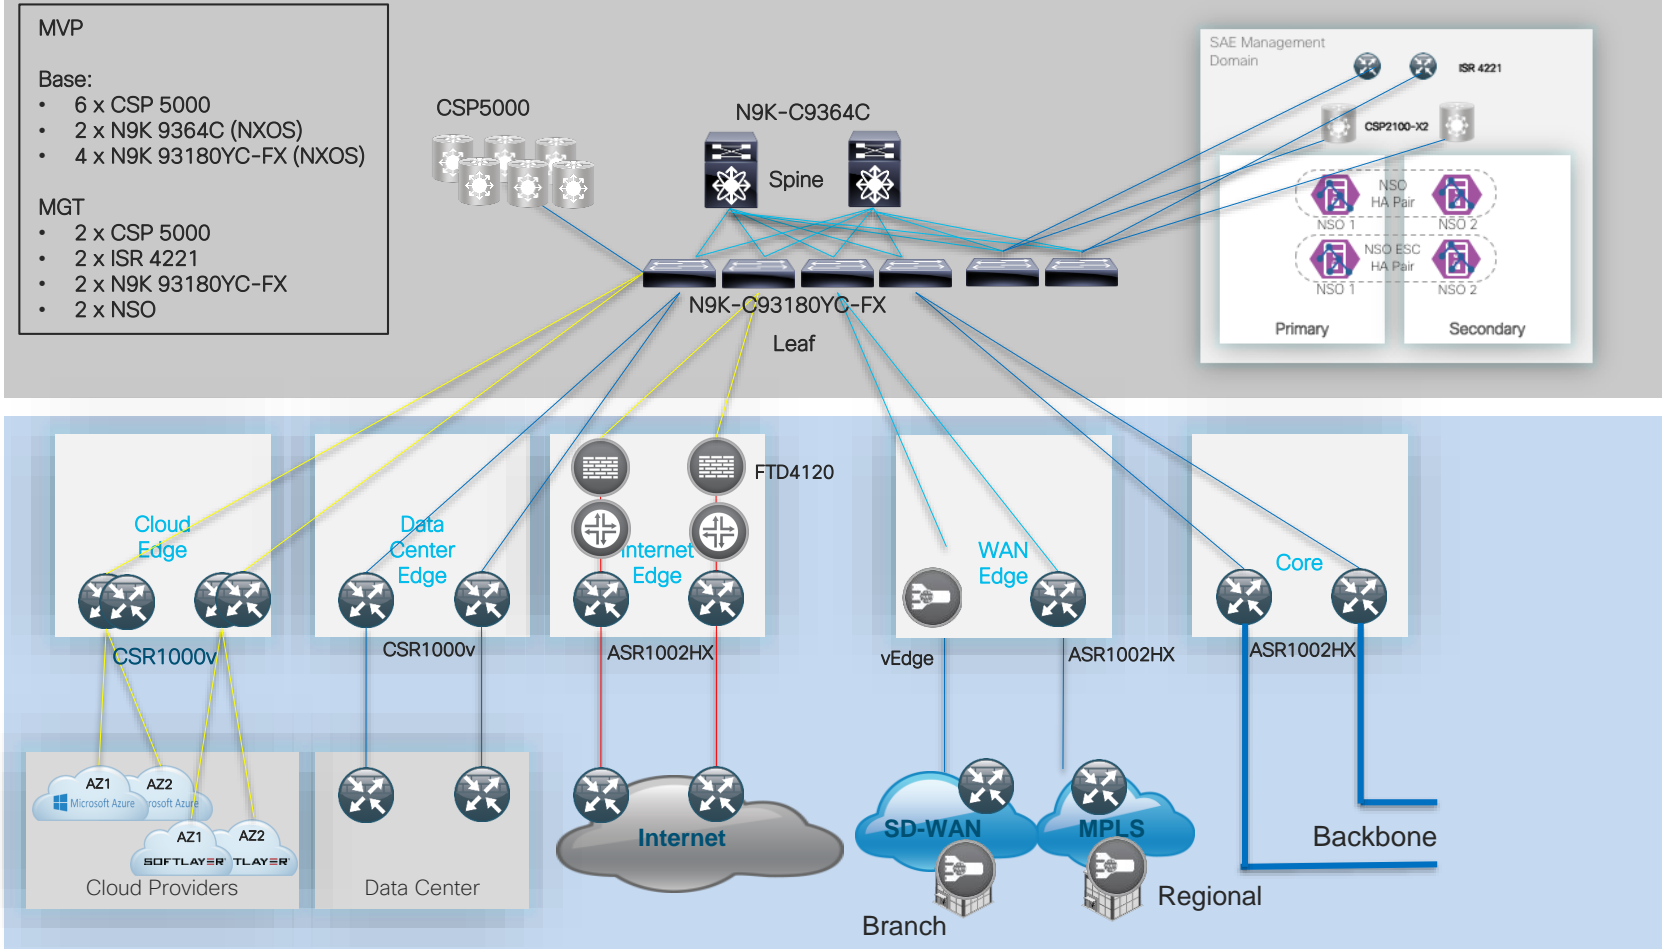 MVP
Base:
• 6 x CSP 5000
• 2 x N9K 9364C (NXOS)
• 4 x N9K 93180YC-FX (NXOS)
MGT
• 2 x CSP 5000
• 2 x ISR 4221
• 2 x N9K 93180YC-FX
• 2 x NSO
CSP5000
N9K-C9364C
Spine
N9K-C93180YC-FX
Leaf
SAE Management
Domain
ISR 4221
CSP2100-X2
NSO
HA Pair
NSO 1
NSO 2
NSO ESC
HA Pair
NSO 1
NSO 2
Primary
Secondary
Cloud
Edge
CSR1000v
Data
Center
Edge
CSR1000v
FTD4120
Internet
Edge
ASR1002HX
WAN
Edge
vEdge
ASR1002HX
Core
ASR1002HX
AZ1
AZ2
Microsoft Azure
rosoft Azure
AZ1
AZ2
SOFTLAYER
TLAYER
Cloud Providers
Data Center
Internet
SD-WAN
MPLS
Branch
Regional
Backbone